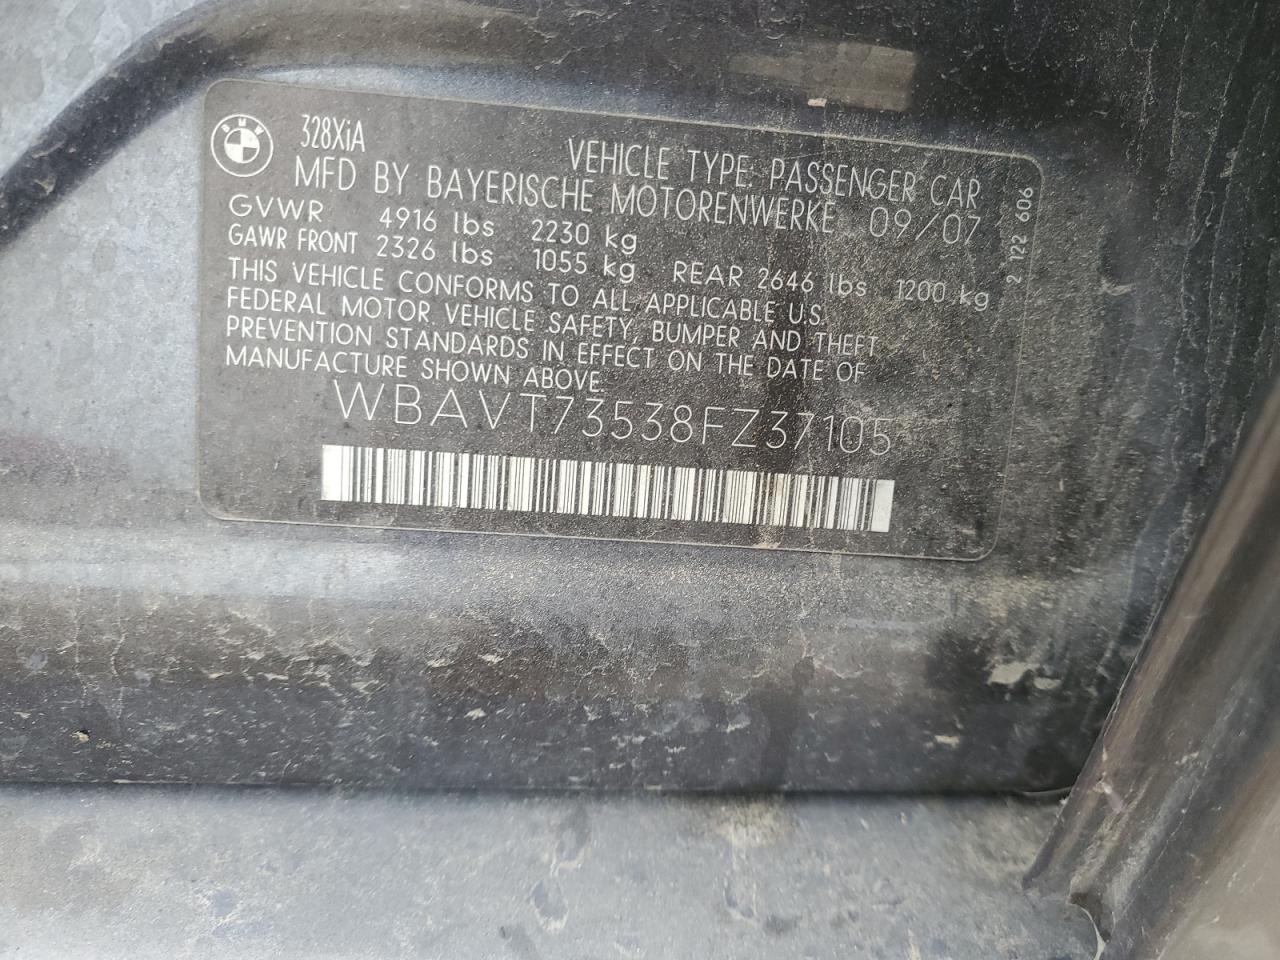 BMW
328XiA
VEHICLE TYPE: PASSENGER CAR
MFD BY BAYERISCHE MOTORENWERKE 09/07
GVWR 4916 lbs 2230 kg
GAWR FRONT 2326 lbs 1055 kg REAR 2646 lbs 1200 kg
THIS VEHICLE CONFORMS TO ALL APPLICABLE U.S.
FEDERAL MOTOR VEHICLE SAFETY, BUMPER AND THEFT
PREVENTION STANDARDS IN EFFECT ON THE DATE OF
MANUFACTURE SHOWN ABOVE.
WBAVT73538FZ37105
2 122 606